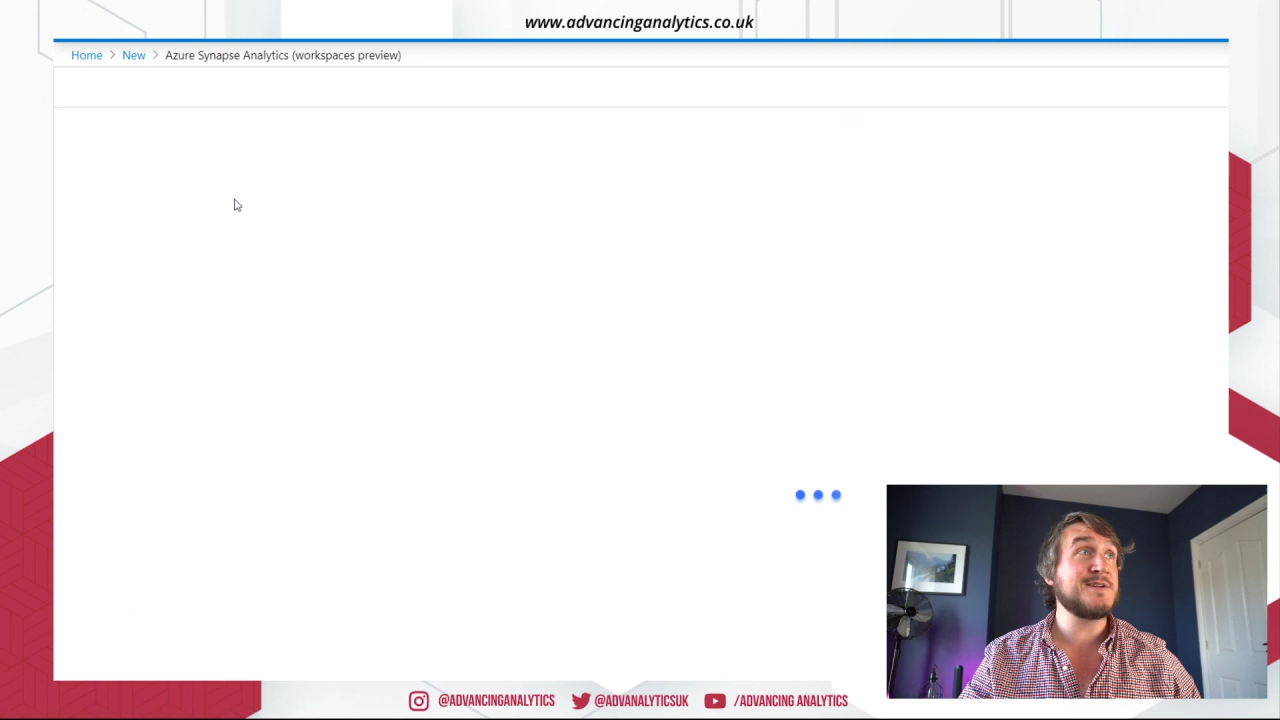 www.advancinganalytics.co.uk
Home > New > Azure Synapse Analytics (workspaces preview)
@ADVANCINGANALYTICS @ADVANALYTICSUK /ADVANCING ANALYTICS